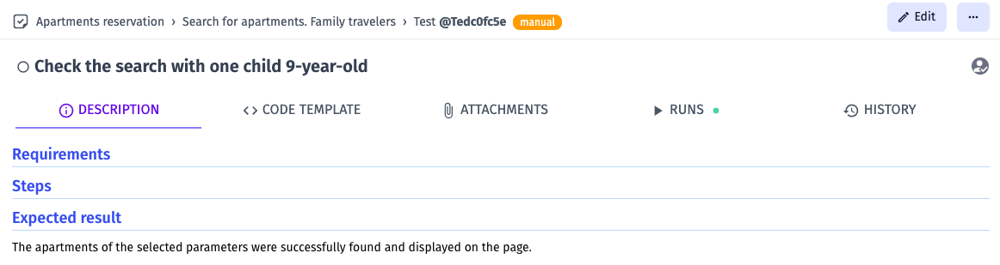 Apartments reservation › Search for apartments. Family travelers › Test @Tedc0fc5e manual
Edit ...
Check the search with one child 9-year-old
DESCRIPTION CODE TEMPLATE ATTACHMENTS RUNS HISTORY
Requirements
Steps
Expected result
The apartments of the selected parameters were successfully found and displayed on the page.